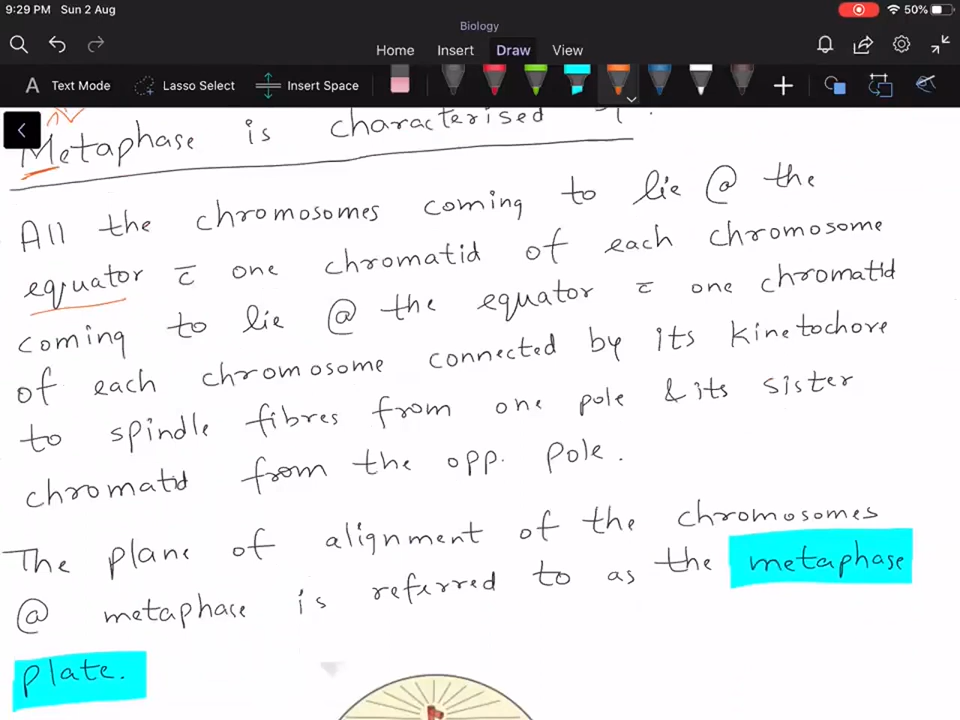 9:29 PM Sun 2 Aug
50%
Biology
Home Insert Draw View
Text Mode Lasso Select Insert Space
Metaphase is characterised
All the chromosomes coming to lie @ the
equator c̅ one chromatid of each chromosome
coming to lie @ the equator c̅ one chromatid
of each chromosome connected by its kinetochore
to spindle fibres from one pole & its sister
chromatid from the opp. pole.
The plane of alignment of the chromosomes
@ metaphase is referred to as the metaphase
plate.